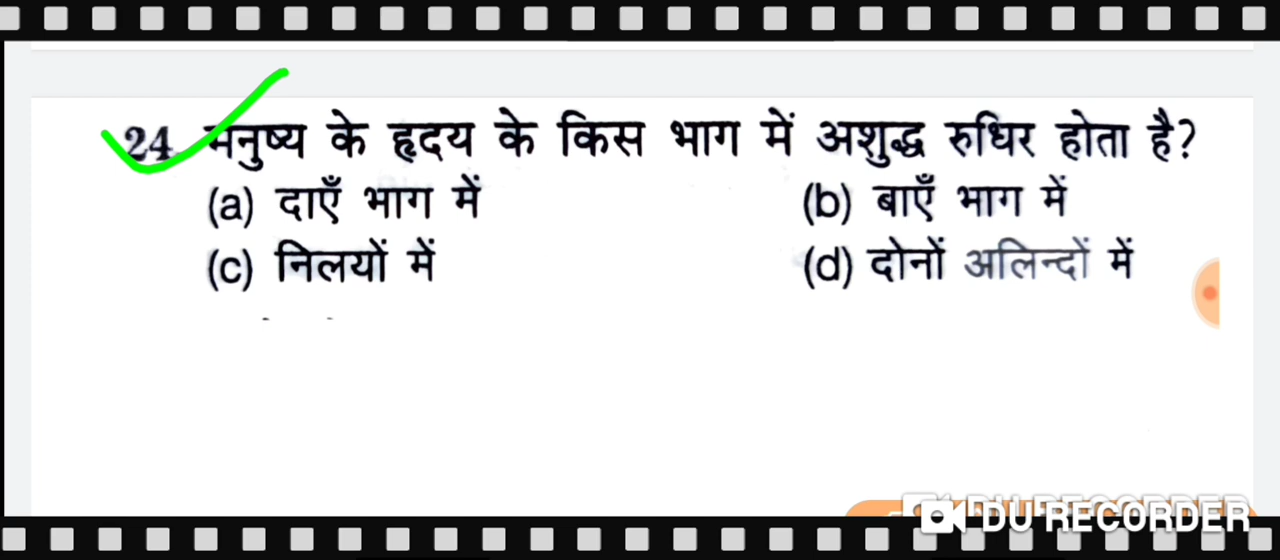 24. मनुष्य के हृदय के किस भाग में अशुद्ध रुधिर होता है?
(a) दाएँ भाग में (b) बाएँ भाग में
(c) निलयों में (d) दोनों अलिन्दों में
DU RECORDER